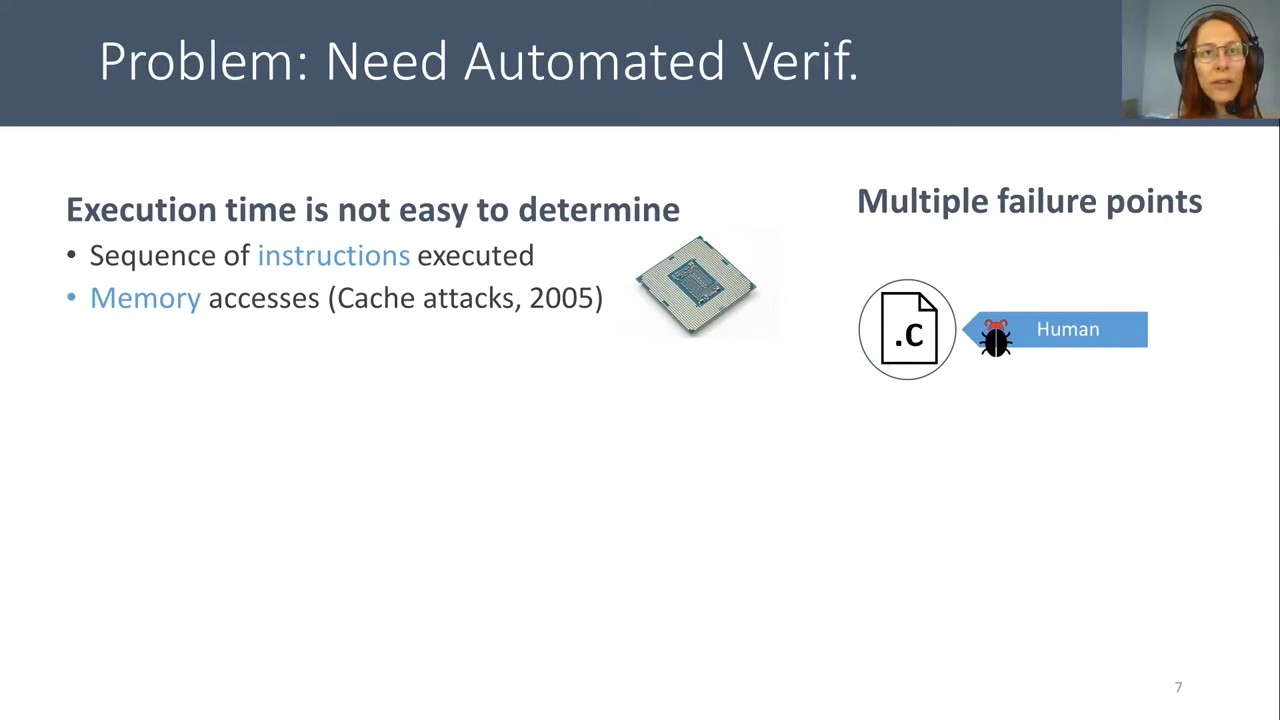 Problem: Need Automated Verif.
Execution time is not easy to determine
• Sequence of instructions executed
• Memory accesses (Cache attacks, 2005)
Multiple failure points
.C
Human
7